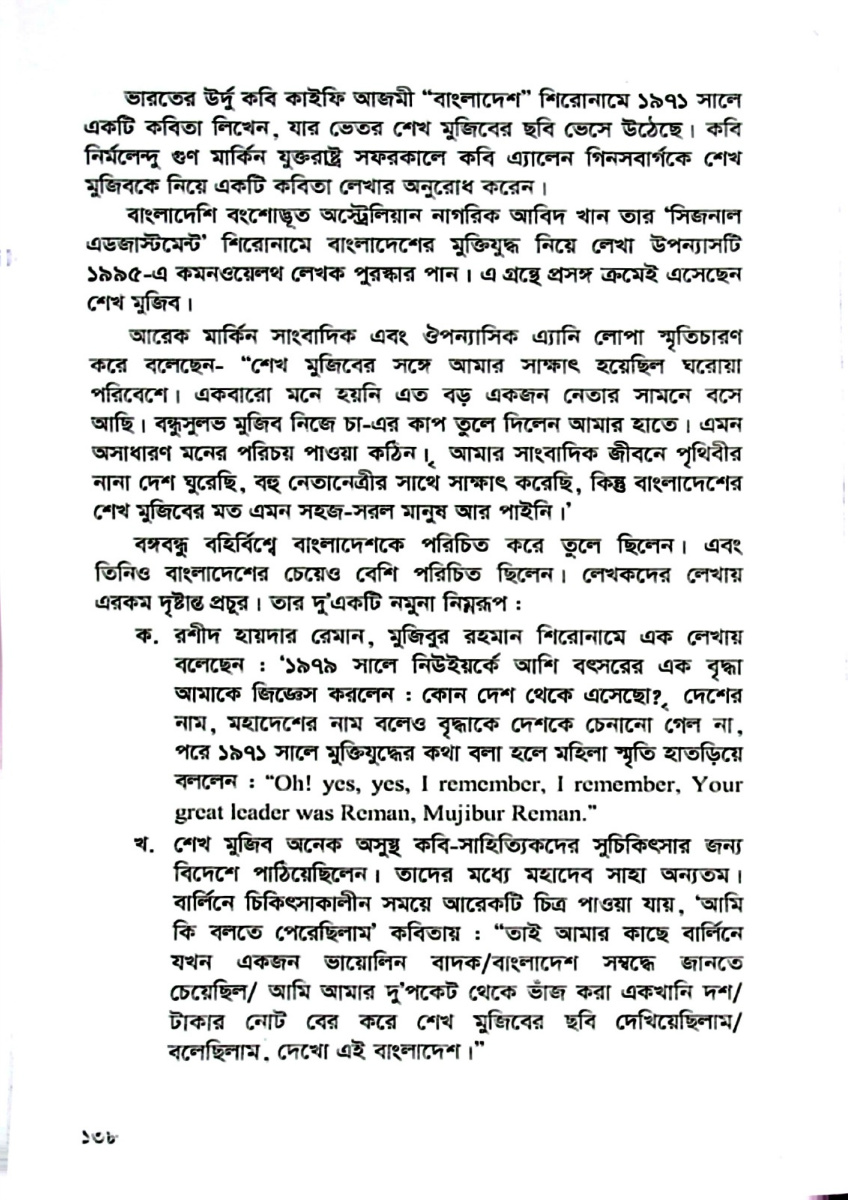 ভারতের উর্দু কবি কাইফি আজমী “বাংলাদেশ” শিরোনামে ১৯৭১ সালে
একটি কবিতা লিখেন, যার ভেতর শেখ মুজিবের ছবি ভেসে উঠেছে। কবি
নির্মলেন্দু গুণ মার্কিন যুক্তরাষ্ট্র সফরকালে কবি এ্যালেন গিনসবার্গকে শেখ
মুজিবকে নিয়ে একটি কবিতা লেখার অনুরোধ করেন।
বাংলাদেশি বংশোদ্ভূত অস্ট্রেলিয়ান নাগরিক আবিদ খান তার ‘সিজনাল
এডজাস্টমেন্ট’ শিরোনামে বাংলাদেশের মুক্তিযুদ্ধ নিয়ে লেখা উপন্যাসটি
১৯৯৫-এ কমনওয়েলথ লেখক পুরস্কার পান। এ গ্রন্থে প্রসঙ্গ ক্রমেই এসেছেন
শেখ মুজিব।
আরেক মার্কিন সাংবাদিক এবং ঔপন্যাসিক এ্যানি লোপা স্মৃতিচারণ
করে বলেছেন- “শেখ মুজিবের সঙ্গে আমার সাক্ষাৎ হয়েছিল ঘরোয়া
পরিবেশে। একবারো মনে হয়নি এত বড় একজন নেতার সামনে বসে
আছি। বন্ধুসুলভ মুজিব নিজে চা-এর কাপ তুলে দিলেন আমার হাতে। এমন
অসাধারণ মনের পরিচয় পাওয়া কঠিন।্ আমার সাংবাদিক জীবনে পৃথিবীর
নানা দেশ ঘুরেছি, বহু নেতানেত্রীর সাথে সাক্ষাৎ করেছি, কিন্তু বাংলাদেশের
শেখ মুজিবের মত এমন সহজ-সরল মানুষ আর পাইনি।’
বঙ্গবন্ধু বহির্বিশ্বে বাংলাদেশকে পরিচিত করে তুলে ছিলেন। এবং
তিনিও বাংলাদেশের চেয়েও বেশি পরিচিত ছিলেন। লেখকদের লেখায়
এরকম দৃষ্টান্ত প্রচুর। তার দু’একটি নমুনা নিম্নরূপ :
ক. রশীদ হায়দার রেমান, মুজিবুর রহমান শিরোনামে এক লেখায়
বলেছেন : ‘১৯৭৯ সালে নিউইয়র্কে আশি বৎসরের এক বৃদ্ধা
আমাকে জিজ্ঞেস করলেন : কোন দেশ থেকে এসেছো?্ দেশের
নাম, মহাদেশের নাম বলেও বৃদ্ধাকে দেশকে চেনানো গেল না,
পরে ১৯৭১ সালে মুক্তিযুদ্ধের কথা বলা হলে মহিলা স্মৃতি হাতড়িয়ে
বললেন : “Oh! yes, yes, I remember, I remember, Your
great leader was Reman, Mujibur Reman.”
খ. শেখ মুজিব অনেক অসুস্থ কবি-সাহিত্যিকদের সুচিকিৎসার জন্য
বিদেশে পাঠিয়েছিলেন। তাদের মধ্যে মহাদেব সাহা অন্যতম।
বার্লিনে চিকিৎসাকালীন সময়ে আরেকটি চিত্র পাওয়া যায়, ‘আমি
কি বলতে পেরেছিলাম’ কবিতায় : “তাই আমার কাছে বার্লিনে
যখন একজন ভায়োলিন বাদক/বাংলাদেশ সম্বদ্ধে জানতে
চেয়েছিল/ আমি আমার দু’পকেট থেকে ভাঁজ করা একখানি দশ/
টাকার নোট বের করে শেখ মুজিবের ছবি দেখিয়েছিলাম/
বলেছিলাম, দেখো এই বাংলাদেশ।”
১৩৮